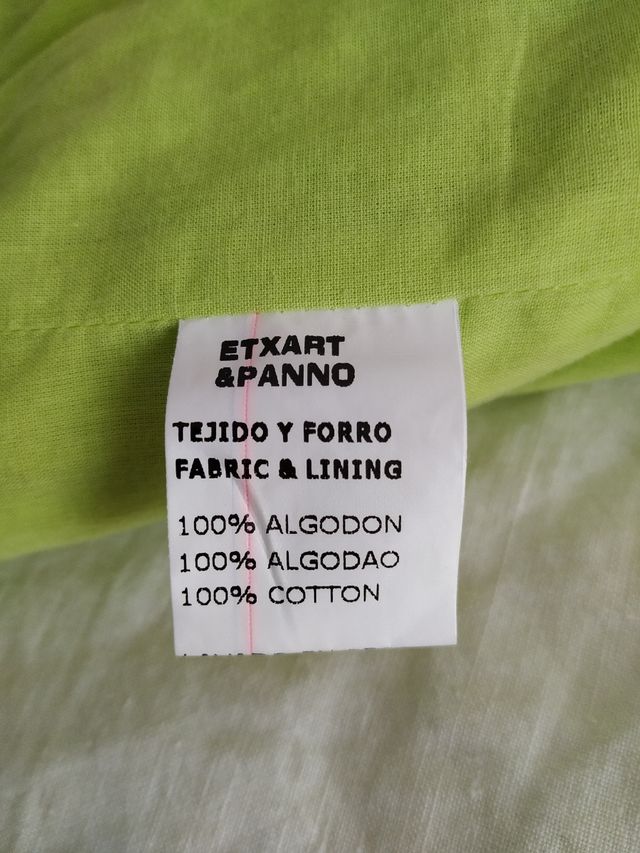 ETXART
&PANNO
TEJIDO Y FORRO
FABRIC & LINING
100% ALGODON
100% ALGODAO
100% COTTON